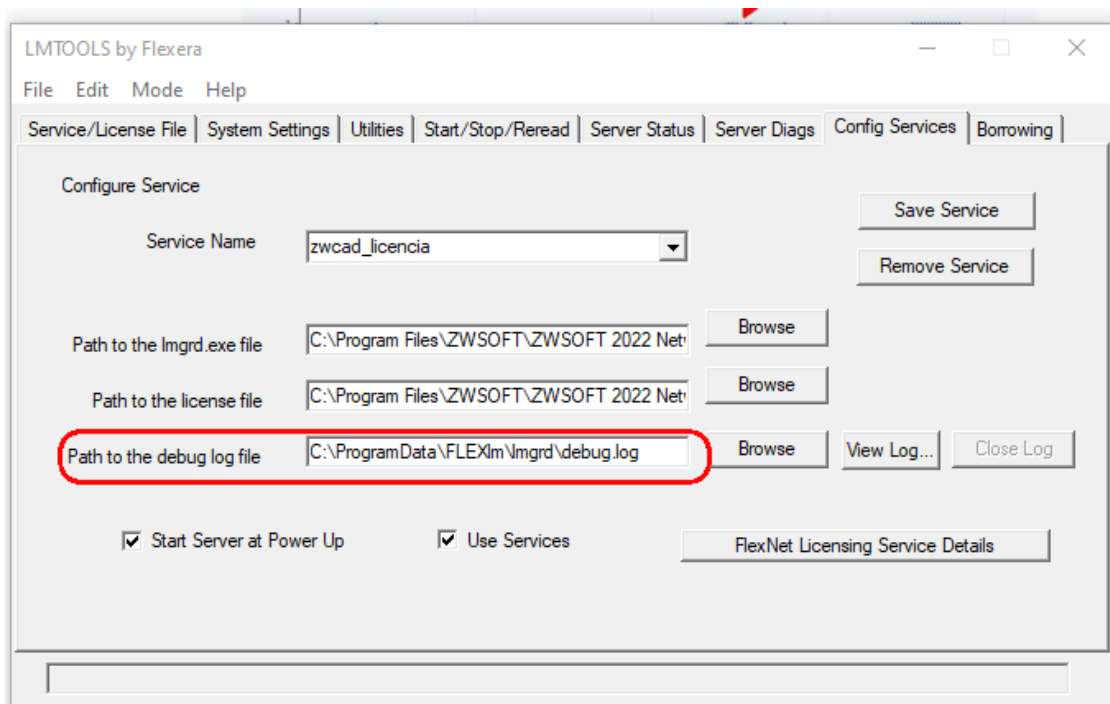 LMTOOLS by Flexera
File Edit Mode Help
Service/License File System Settings Utilities Start/Stop/Reread Server Status Server Diags Config Services Borrowing
Configure Service
Save Service
Service Name zwcad_licencia
Remove Service
Path to the lmgrd.exe file C:\Program Files\ZWSOFT\ZWSOFT 2022 Net Browse
Path to the license file C:\Program Files\ZWSOFT\ZWSOFT 2022 Net Browse
Path to the debug log file C:\ProgramData\FLEXlm\lmgrd\debug.log Browse View Log... Close Log
Start Server at Power Up Use Services FlexNet Licensing Service Details